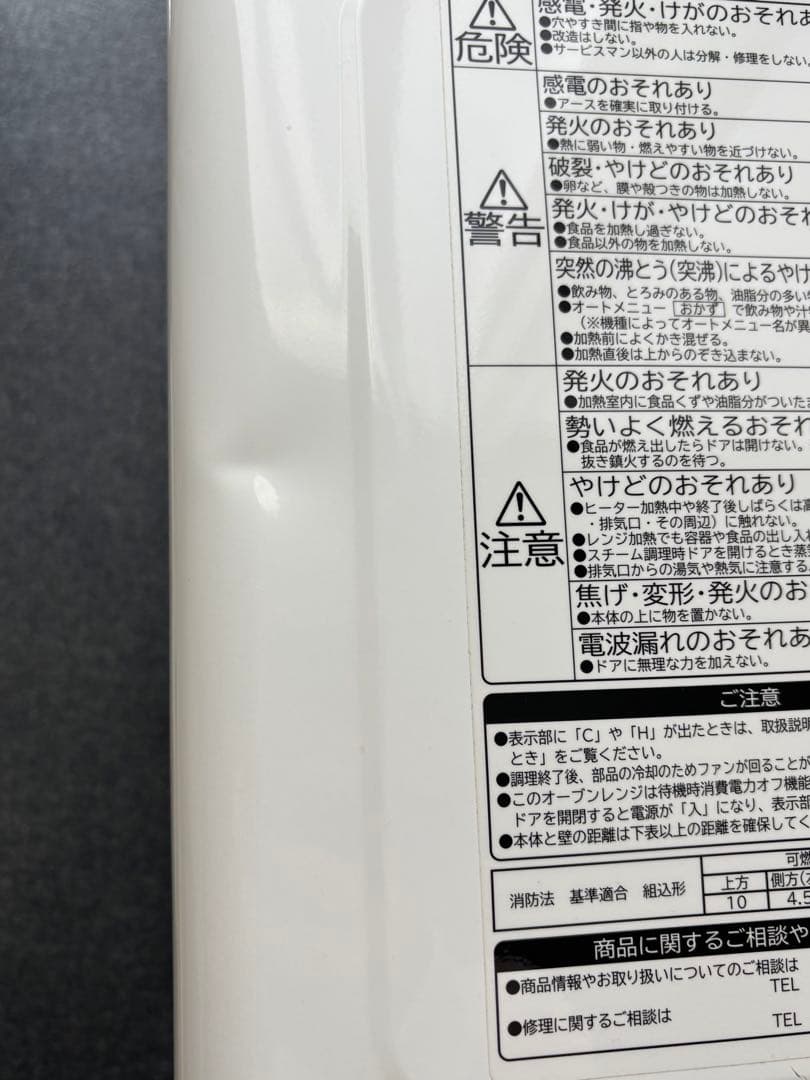 感電・発火・けがのおそれあ
●穴やすき間に指や物を入れない。
●改造はしない。
●サービスマン以外の人は分解・修理をしない。
危険
感電のおそれあり
●アースを確実に取り付ける。
発火のおそれあり
●熱に弱い物・燃えやすい物を近づけない。
破裂・やけどのおそれあり
●卵など、膜や殻つきの物は加熱しない。
警告
発火・けが・やけどのおそれ
●食品を加熱し過ぎない。
●食品以外の物を加熱しない。
突然の沸とう(突沸)によるやけ
●飲み物、とろみのある物、油脂分の多い
●オートメニュー おかず で飲み物や汁
(※機種によってオートメニュー名が異
●加熱前によくかき混ぜる。
●加熱直後は上からのぞき込まない。
発火のおそれあり
●加熱室内に食品くずや油脂分がついた
勢いよく燃えるおそれ
●食品が燃え出したらドアは開けない。
抜き鎮火するのを待つ。
注意
やけどのおそれあり
●ヒーター加熱中や終了後しばらくは高
・排気口・その周辺)に触れない。
●レンジ加熱でも容器や食品の出し入
●スチーム調理時ドアを開けるとき蒸
●排気口からの湯気や熱気に注意する。
焦げ・変形・発火のお
●本体の上に物を置かない。
電波漏れのおそれあ
●ドアに無理な力を加えない。
ご注意
●表示部に「C」や「H」が出たときは、取扱説明
とき」をご覧ください。
●調理終了後、部品の冷却のためファンが回ることが
●このオーブンレンジは待機時消費電力オフ機能
ドアを開閉すると電源が「入」になり、表示部
●本体と壁の距離は下表以上の距離を確保してく
消防法 基準適合 組込形
可燃
上方 側方(左
10 4.5
商品に関するご相談や
●商品情報やお取り扱いについてのご相談は
TEL
●修理に関するご相談は
TEL